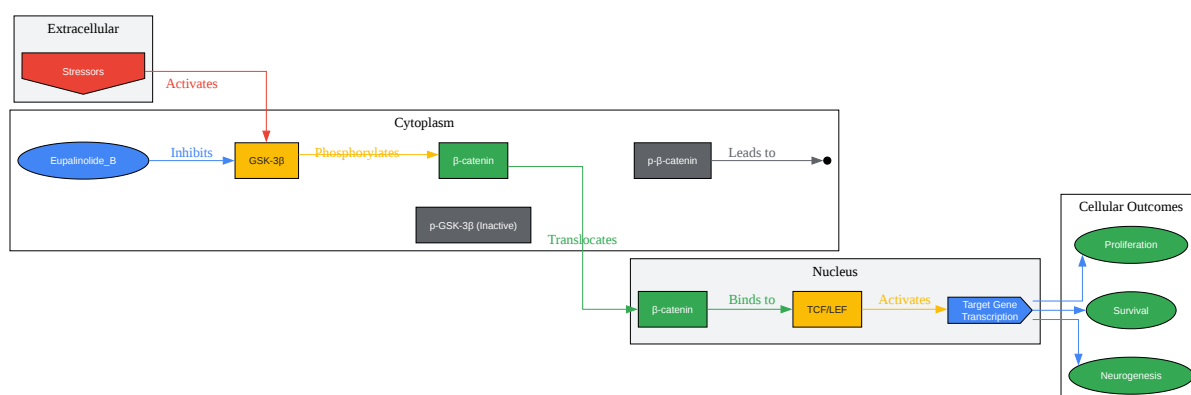 Extracellular
Stressors
Activates
Cytoplasm
Eupalinolide_B
Inhibits
GSK-3β
Phosphorylates
β-catenin
p-β-catenin
Leads to
p-GSK-3β (Inactive)
Translocates
Nucleus
β-catenin
Binds to
TCF/LEF
Activates
Target Gene
Transcription
Cellular Outcomes
Proliferation
Survival
Neurogenesis